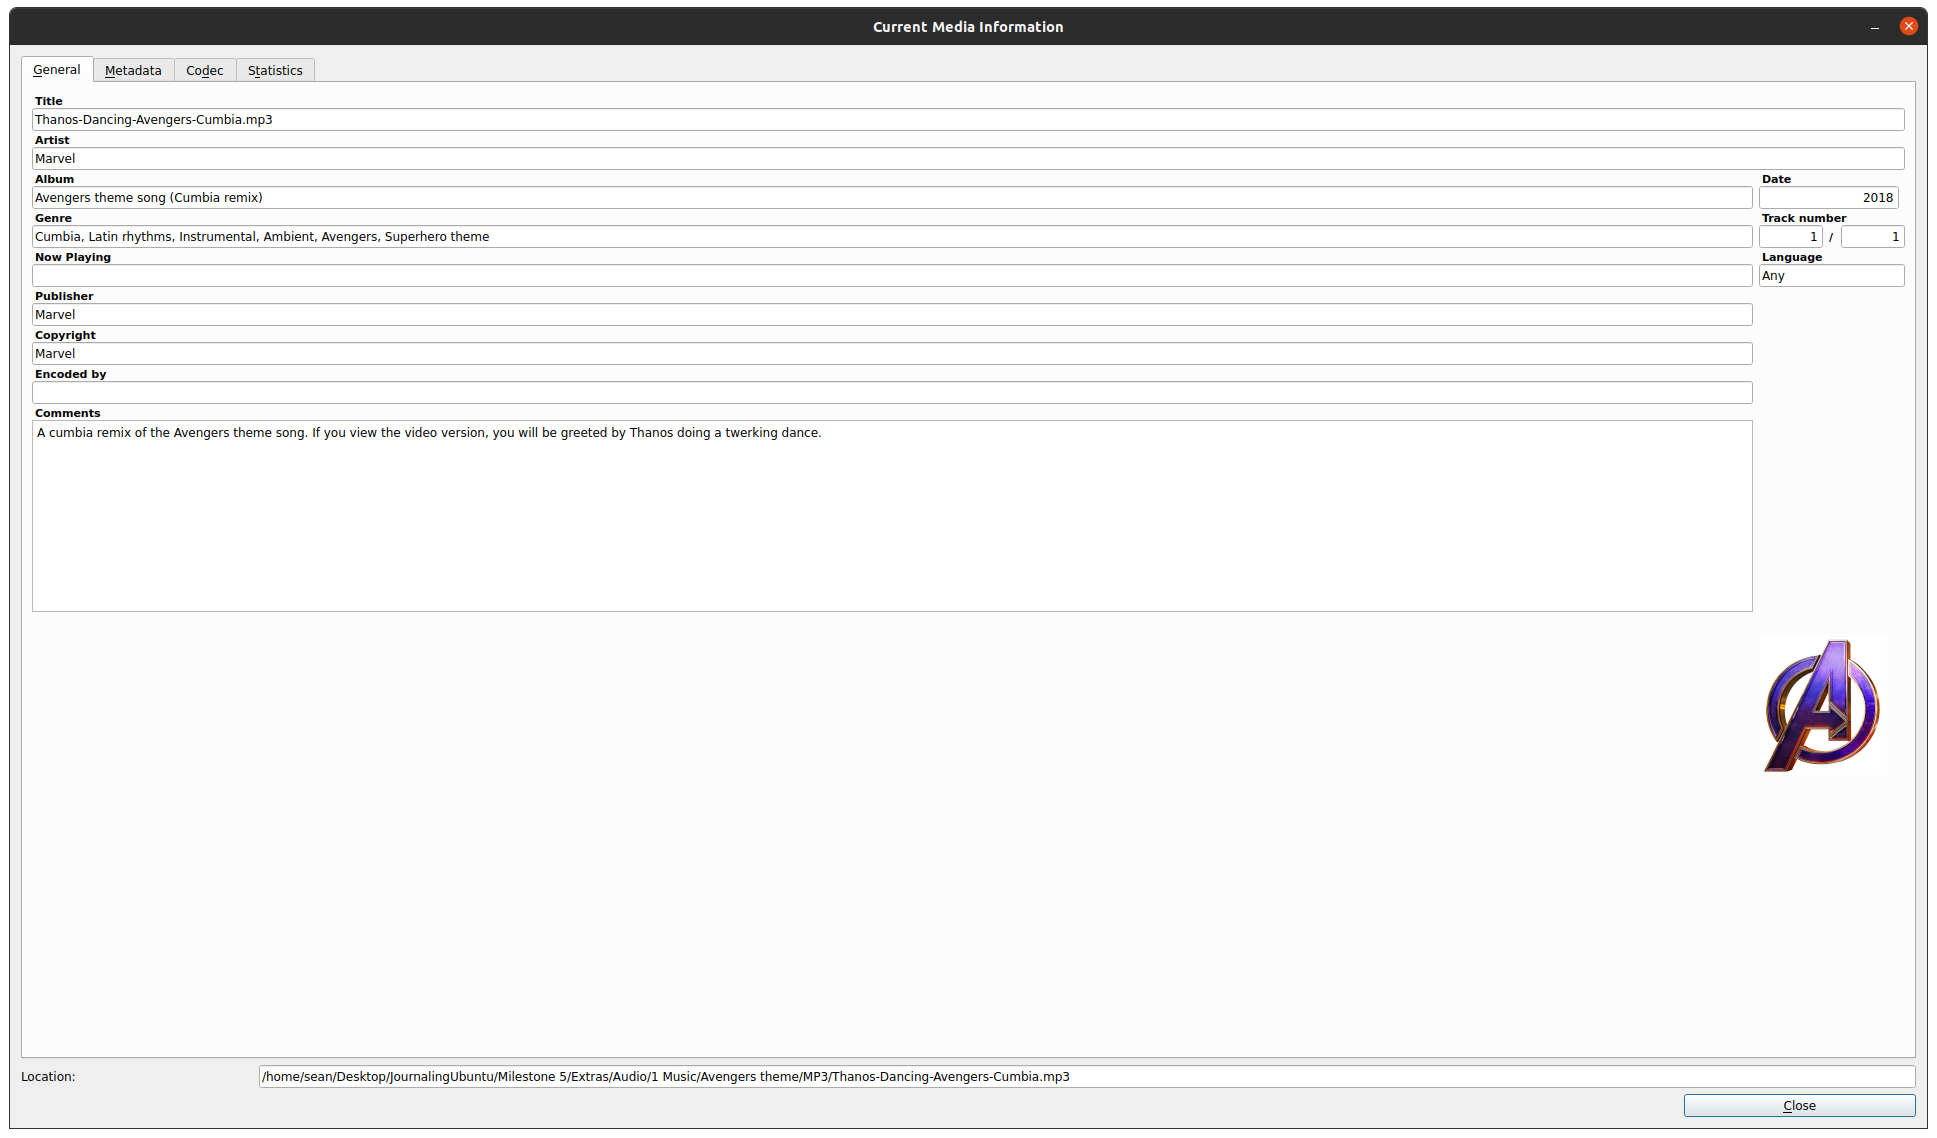 Current Media Information
General Metadata Codec Statistics
Title
Thanos-Dancing-Avengers-Cumbia.mp3
Artist
Marvel
Album Date
Avengers theme song (Cumbia remix) 2018
Genre Track number
Cumbia, Latin rhythms, Instrumental, Ambient, Avengers, Superhero theme 1 / 1
Now Playing Language
Any
Publisher
Marvel
Copyright
Marvel
Encoded by
Comments
A cumbia remix of the Avengers theme song. If you view the video version, you will be greeted by Thanos doing a twerking dance.
A
Location: /home/sean/Desktop/JournalingUbuntu/Milestone 5/Extras/Audio/1 Music/Avengers theme/MP3/Thanos-Dancing-Avengers-Cumbia.mp3
Close